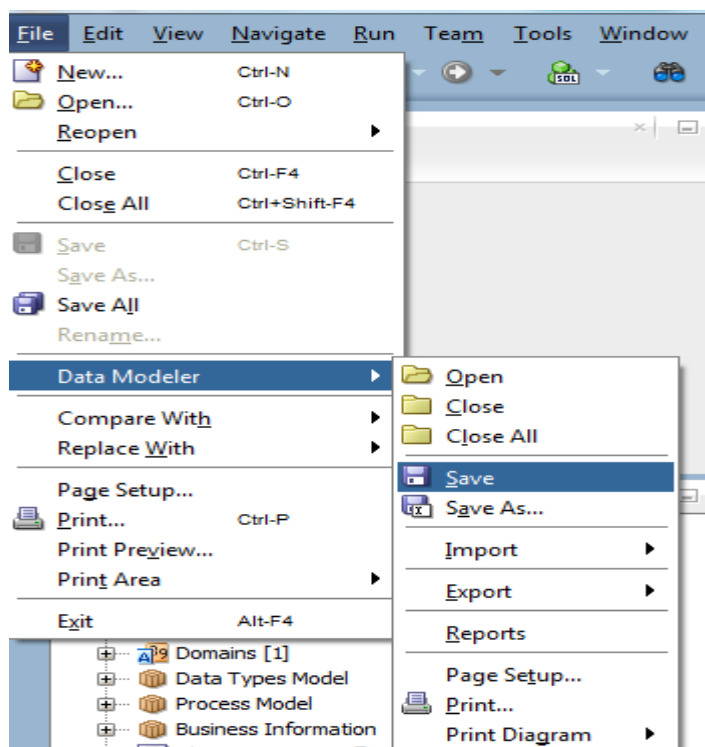 File Edit View Navigate Run Team Tools Window
New... Ctrl-N
Open... Ctrl-O
Reopen
Close Ctrl-F4
Close All Ctrl+Shift-F4
Save Ctrl-S
Save As...
Save All
Rename...
Data Modeler
Compare With
Replace With
Page Setup...
Print... Ctrl-P
Print Preview...
Print Area
Exit Alt-F4
Domains [1]
Data Types Model
Process Model
Business Information
SQL
Open
Close
Close All
Save
Save As...
Import
Export
Reports
Page Setup...
Print...
Print Diagram